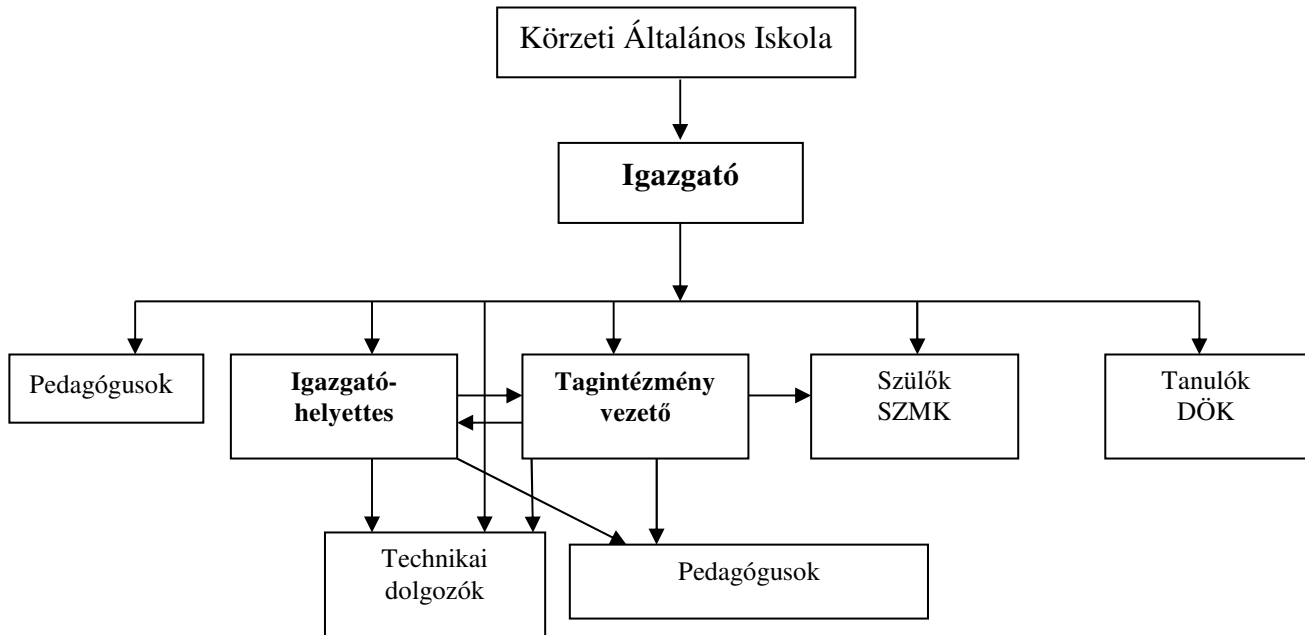 Körzeti Általános Iskola
Igazgató
Pedagógusok
Igazgató-
helyettes
Tagintézmény
vezető
Szülők
SZMK
Tanulók
DÖK
Technikai
dolgozók
Pedagógusok